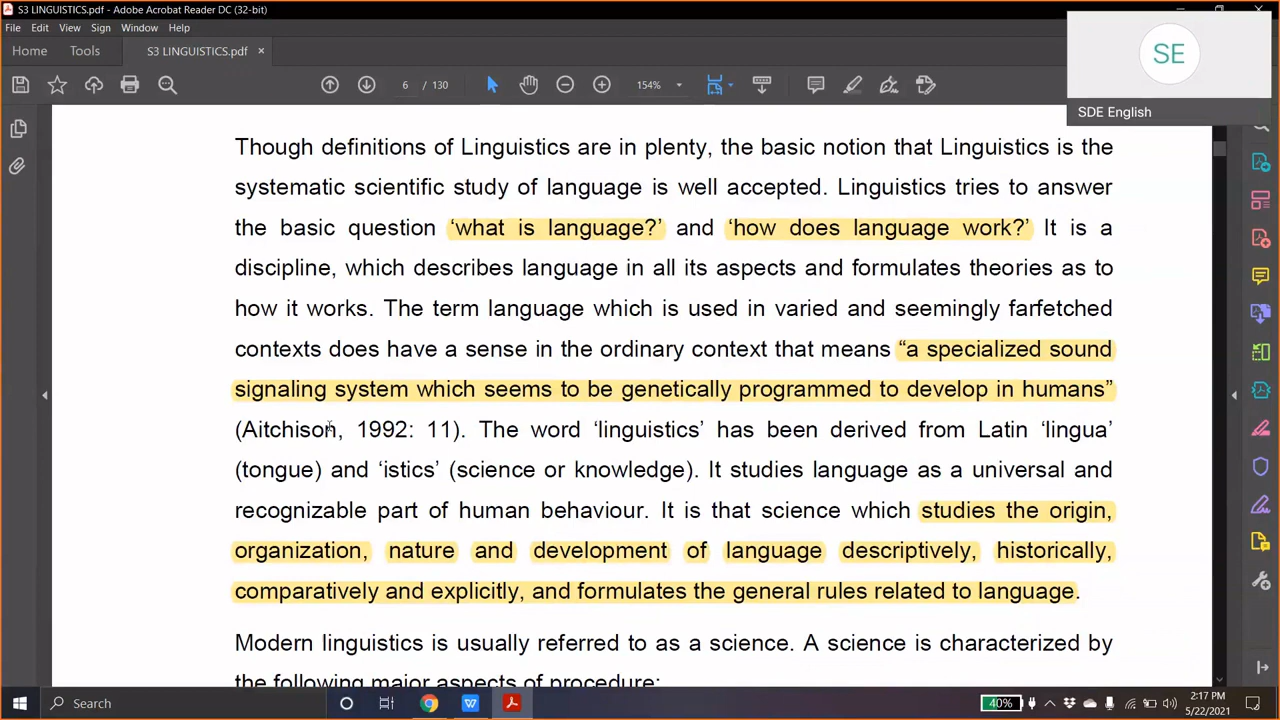 S3 LINGUISTICS.pdf - Adobe Acrobat Reader DC (32-bit)
File Edit View Sign Window Help
Home Tools S3 LINGUISTICS.pdf ×
6 / 130 154%
SE
SDE English
Though definitions of Linguistics are in plenty, the basic notion that Linguistics is the
systematic scientific study of language is well accepted. Linguistics tries to answer
the basic question ‘what is language?’ and ‘how does language work?’ It is a
discipline, which describes language in all its aspects and formulates theories as to
how it works. The term language which is used in varied and seemingly farfetched
contexts does have a sense in the ordinary context that means “a specialized sound
signaling system which seems to be genetically programmed to develop in humans”
(Aitchison, 1992: 11). The word ‘linguistics’ has been derived from Latin ‘lingua’
(tongue) and ‘istics’ (science or knowledge). It studies language as a universal and
recognizable part of human behaviour. It is that science which studies the origin,
organization, nature and development of language descriptively, historically,
comparatively and explicitly, and formulates the general rules related to language.
Modern linguistics is usually referred to as a science. A science is characterized by
the following major aspects of procedure:
Search
40%
2:17 PM
5/22/2021